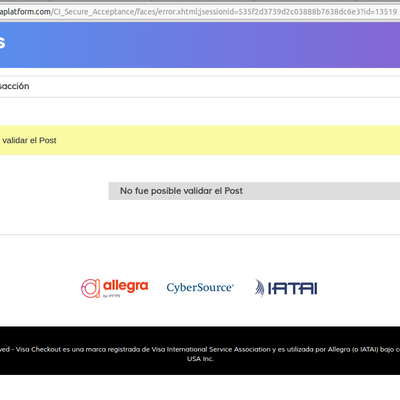 aplatform.com/CI_Secure_Acceptance/faces/error.xhtml;jsessionid=535f2d3739d2c03888b7638dc6e3?id=13519
s
sacción
validar el Post
No fue posible validar el Post
allegra
by IATAI
CyberSource
IATAI
ved - Visa Checkout es una marca registrada de Visa International Service Association y es utilizada por Allegra (o IATAI) bajo
USA Inc.